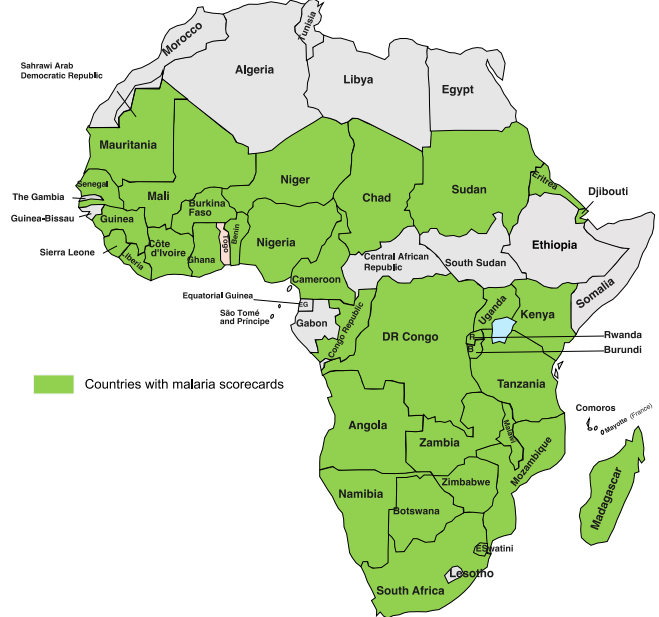 Tunisia
Morocco
Sahrawi Arab
Democratic Republic
Algeria
Libya
Egypt
Mauritania
Senegal
Mali
Niger
Chad
Sudan
Eritrea
Djibouti
The Gambia
Guinea-Bissau
Guinea
Burkina
Faso
Benin
Togo
Nigeria
Sierra Leone
Liberia
Côte
d'Ivoire
Ghana
Central African
Republic
South Sudan
Ethiopia
Somalia
Cameroon
Equatorial Guinea
EG
São Tomé
and Príncipe
Gabon
Congo Republic
DR Congo
Uganda
Kenya
R
Rwanda
B
Burundi
Countries with malaria scorecards
Tanzania
Comoros
Mayotte (France)
Angola
Zambia
Malawi
Mozambique
Madagascar
Namibia
Zimbabwe
Botswana
ESwatini
Lesotho
South Africa